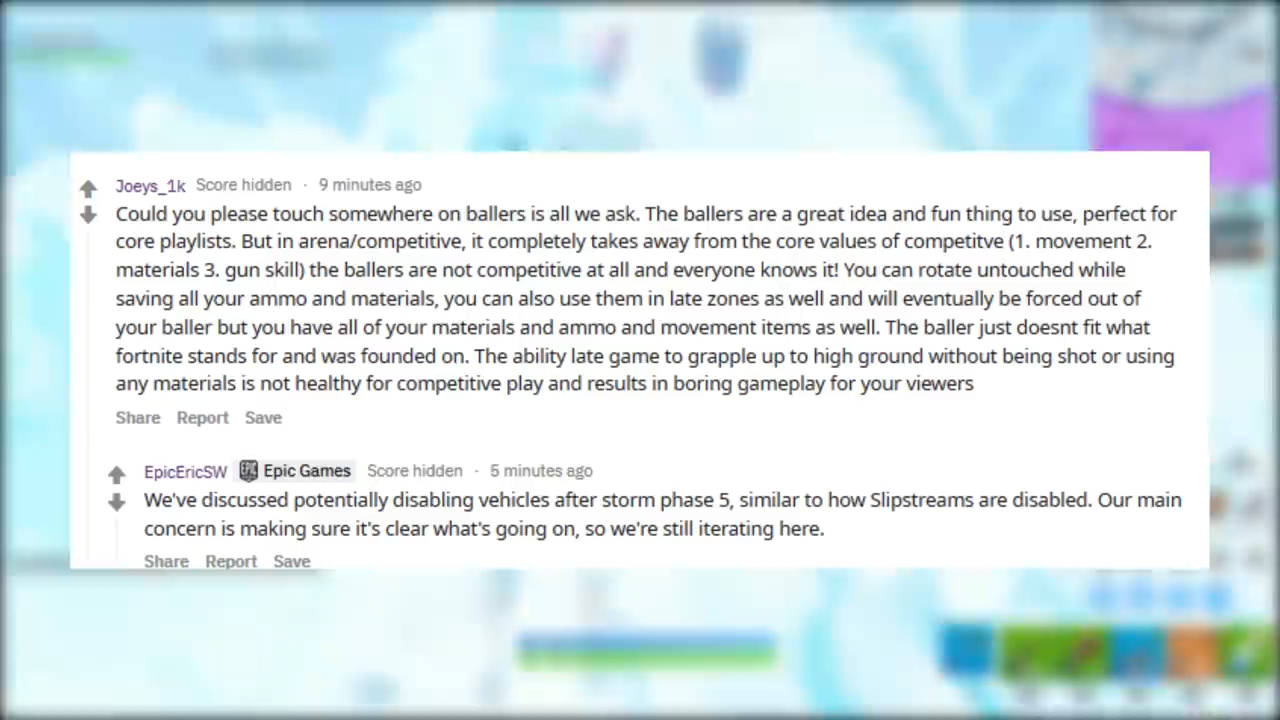 Joeys_1k Score hidden · 9 minutes ago
Could you please touch somewhere on ballers is all we ask. The ballers are a great idea and fun thing to use, perfect for
core playlists. But in arena/competitive, it completely takes away from the core values of competitve (1. movement 2.
materials 3. gun skill) the ballers are not competitive at all and everyone knows it! You can rotate untouched while
saving all your ammo and materials, you can also use them in late zones as well and will eventually be forced out of
your baller but you have all of your materials and ammo and movement items as well. The baller just doesnt fit what
fortnite stands for and was founded on. The ability late game to grapple up to high ground without being shot or using
any materials is not healthy for competitive play and results in boring gameplay for your viewers
Share Report Save
EpicEricSW EPIC Epic Games Score hidden · 5 minutes ago
We've discussed potentially disabling vehicles after storm phase 5, similar to how Slipstreams are disabled. Our main
concern is making sure it's clear what's going on, so we're still iterating here.
Share Report Save